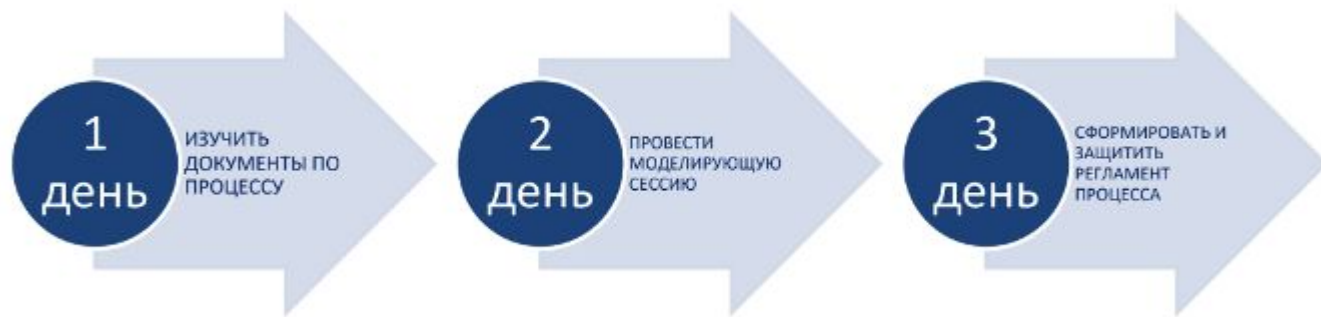 1
день
ИЗУЧИТЬ
ДОКУМЕНТЫ ПО
ПРОЦЕССУ
2
день
ПРОВЕСТИ
МОДЕЛИРУЮЩУЮ
СЕССИЮ
3
день
СФОРМИРОВАТЬ И
ЗАЩИТИТЬ
РЕГЛАМЕНТ
ПРОЦЕССА